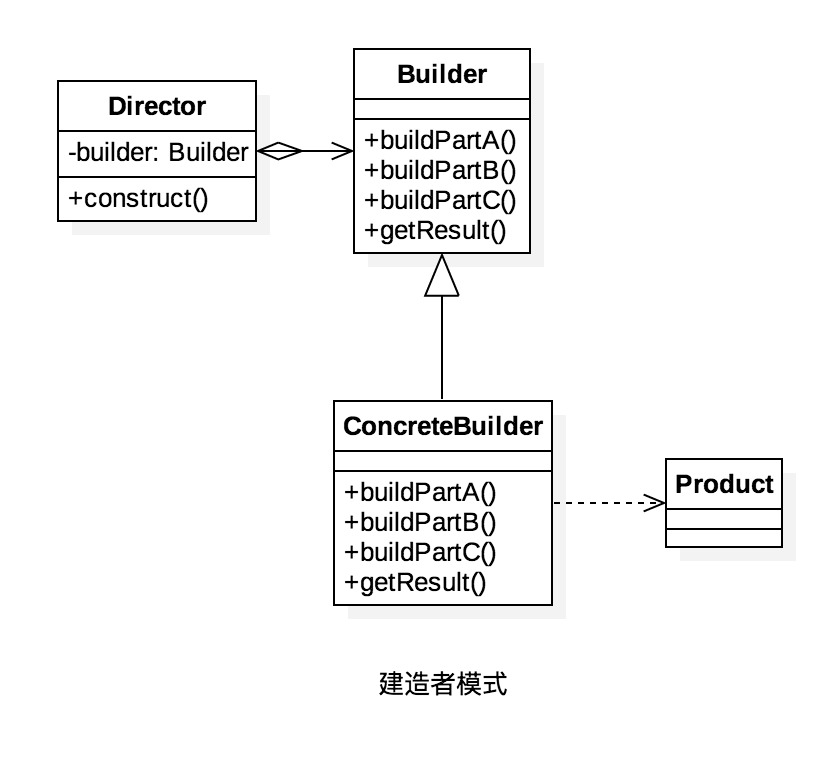 Director
-builder: Builder
+construct()
Builder
+buildPartA()
+buildPartB()
+buildPartC()
+getResult()
ConcreteBuilder
+buildPartA()
+buildPartB()
+buildPartC()
+getResult()
Product
建造者模式